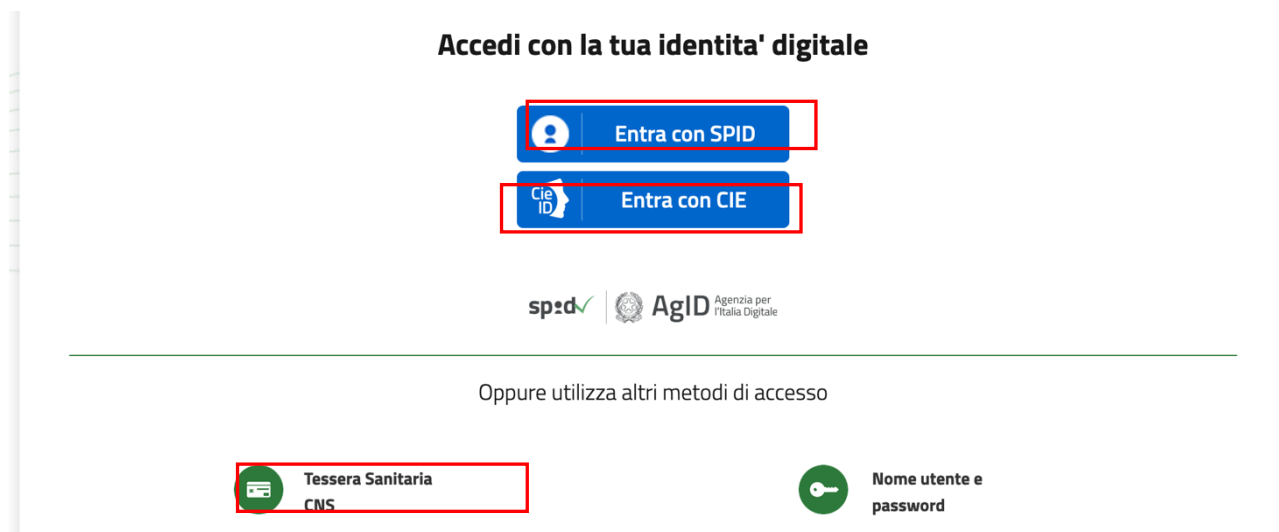 Accedi con la tua identita' digitale
Entra con SPID
Cie
ID
Entra con CIE
spid
AgID
Agenzia per
l'Italia Digitale
Oppure utilizza altri metodi di accesso
Tessera Sanitaria
CNS
Nome utente e
password